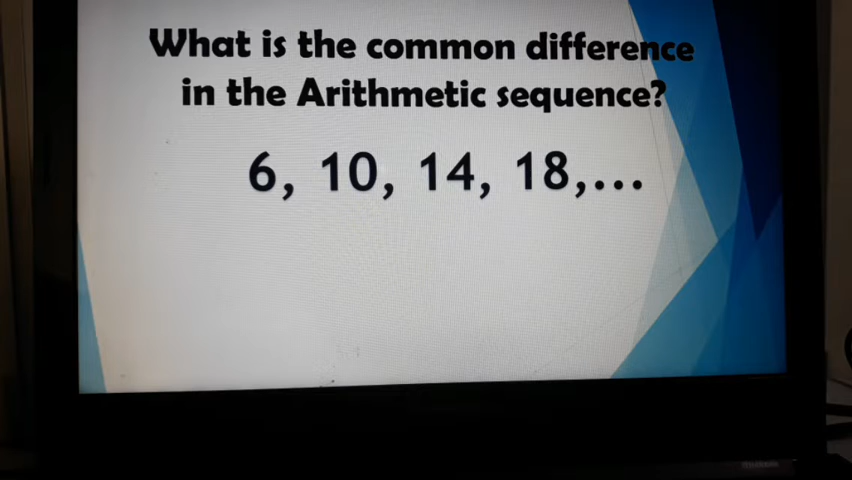 What is the common difference
in the Arithmetic sequence?
6, 10, 14, 18,...